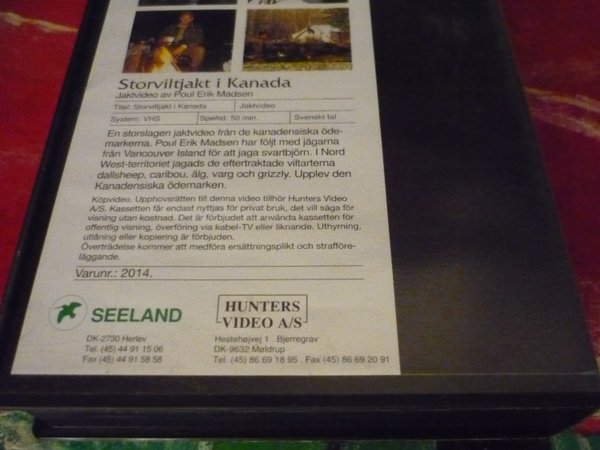 Storviltjakt i Kanada
Jaktvideo av Poul Erik Madsen
Titel: Storviltjakt i Kanada Jaktvideo
System: VHS Speltid: 50 min. Svenskt tal
En storslagen jaktvideo från de kanadensiska öde-
markerna. Poul Erik Madsen har följt med jägarna
från Vancouver Island för att jaga svartbjörn. I Nord
West-territoriet jagads de eftertraktade viltarterna
dallsheep, caribou, älg, varg och grizzly. Upplev den
Kanadensiska ödemarken.
Köpvideo. Upphovsrätten till denna video tillhör Hunters Video
A/S. Kassetten får endast nyttjas för privat bruk, det vill säga för
visning utan kostnad. Det är förbjudet att använda kassetten för
offentlig visning, överföring via kabel-TV eller liknande. Uthyrning,
utlåning eller kopiering är förbjuden.
Överträdelse kommer att medföra ersättningsplikt och straffföre-
läggande.
Varunr.: 2014.
SEELAND
DK-2730 Herlev
Tel. (45) 44 91 15 06
Fax (45) 44 91 58 58
HUNTERS
VIDEO A/S
Hestehøjvej 1 . Bjerregrav
DK-9632 Møldrup
Tel. (45) 86 69 18 95 . Fax (45) 86 69 20 91